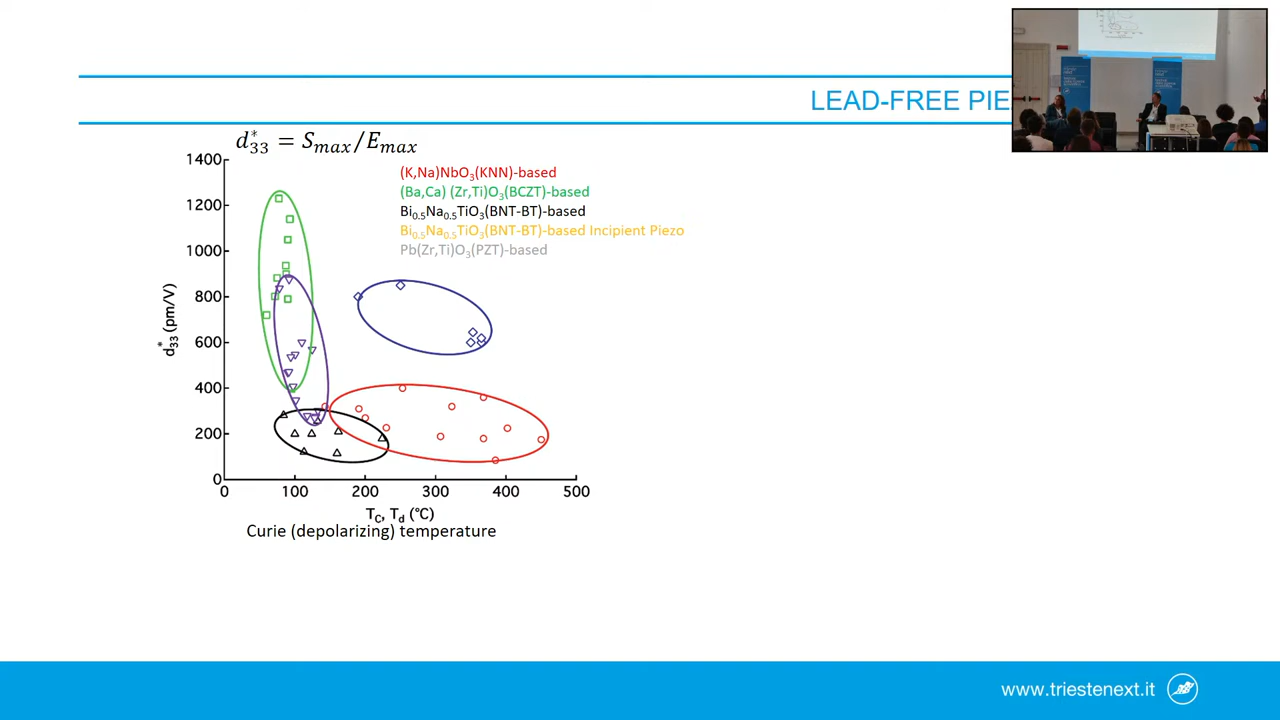 LEAD-FREE PIE
d*33 = Smax/Emax
(K,Na)NbO3(KNN)-based
(Ba,Ca) (Zr,Ti)O3(BCZT)-based
Bi0.5Na0.5TiO3(BNT-BT)-based
Bi0.5Na0.5TiO3(BNT-BT)-based Incipient Piezo
Pb(Zr,Ti)O3(PZT)-based
1400
1200
1000
800
600
400
200
0
d*33 (pm/V)
0 100 200 300 400 500
TC, Td (°C)
Curie (depolarizing) temperature
www.triestenext.it